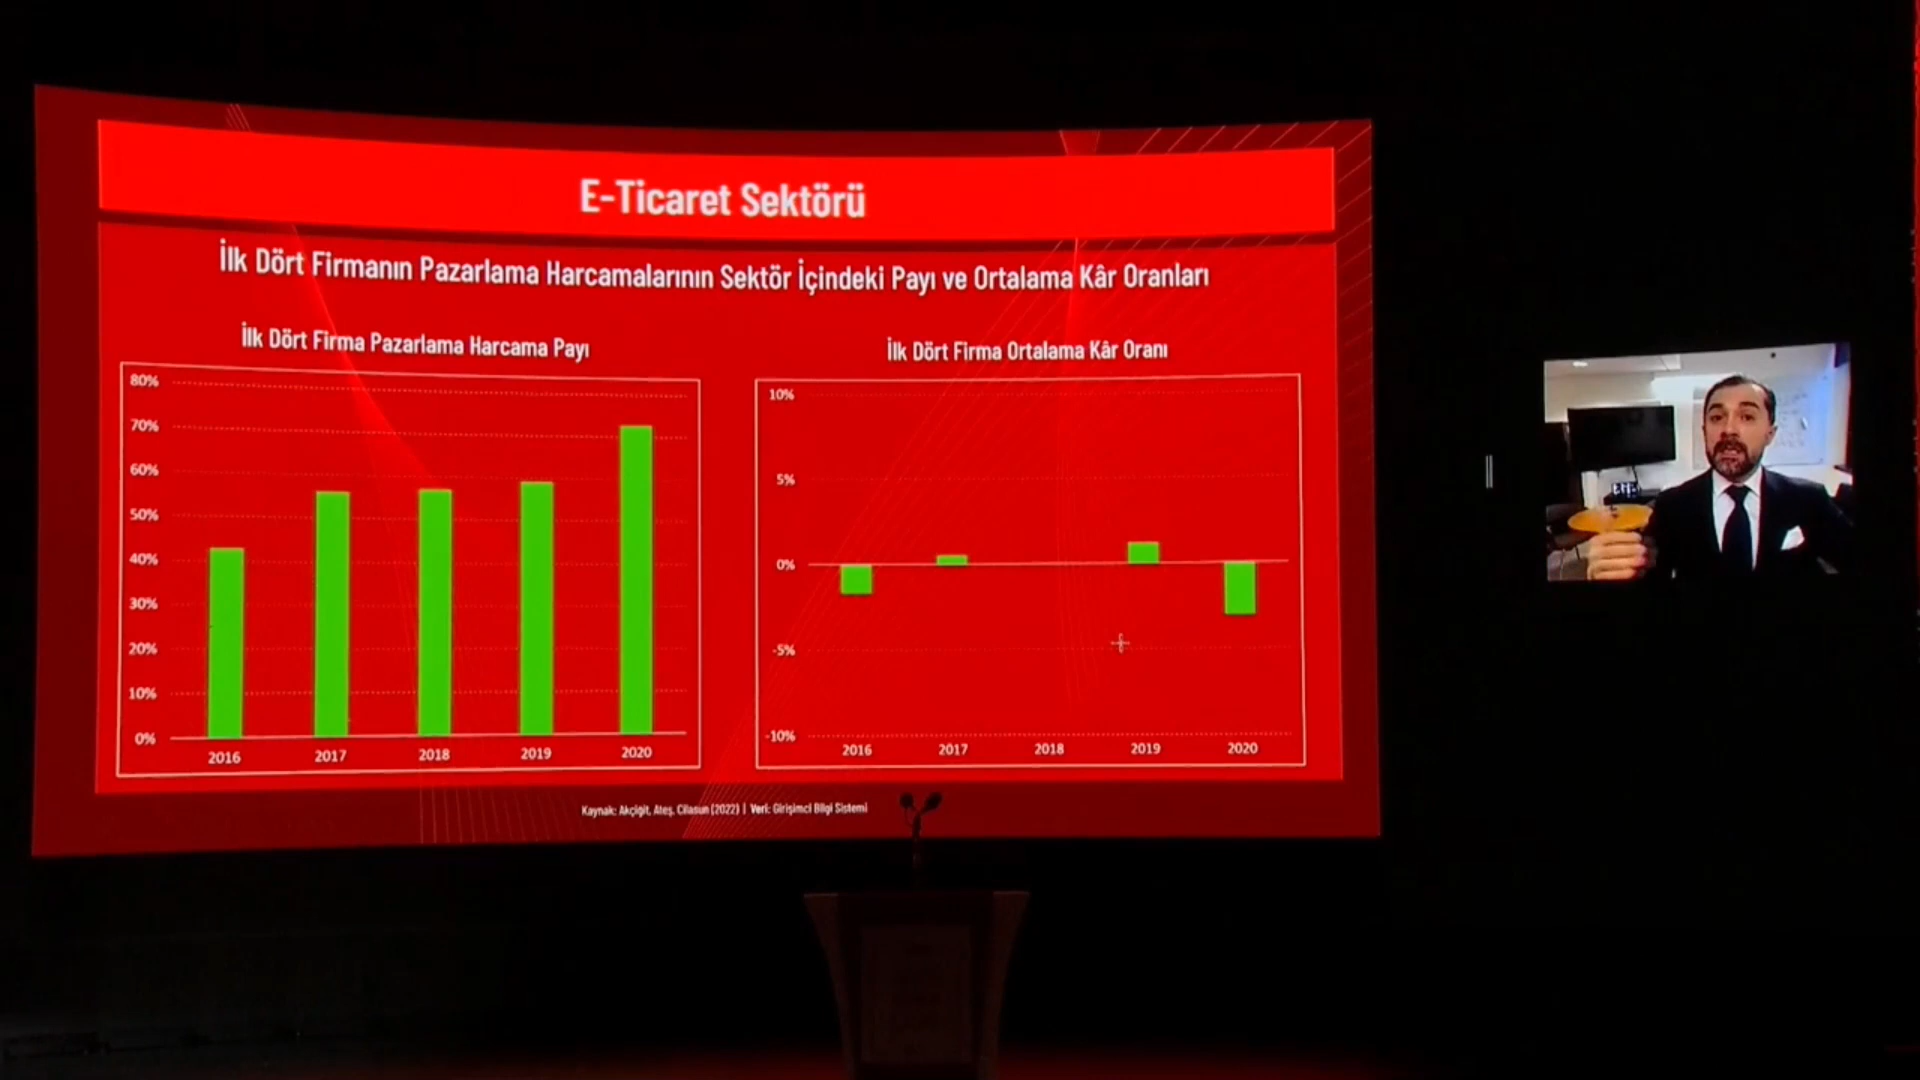 E-Ticaret Sektörü
İlk Dört Firmanın Pazarlama Harcamalarının Sektör İçindeki Payı ve Ortalama Kâr Oranları
İlk Dört Firma Pazarlama Harcama Payı
80%
70%
60%
50%
40%
30%
20%
10%
0%
2016 2017 2018 2019 2020
İlk Dört Firma Ortalama Kâr Oranı
10%
5%
0%
-5%
-10%
2016 2017 2018 2019 2020
Kaynak: Akçigit, Ateş, Cilasun (2022) | Veri: Girişimci Bilgi Sistemi